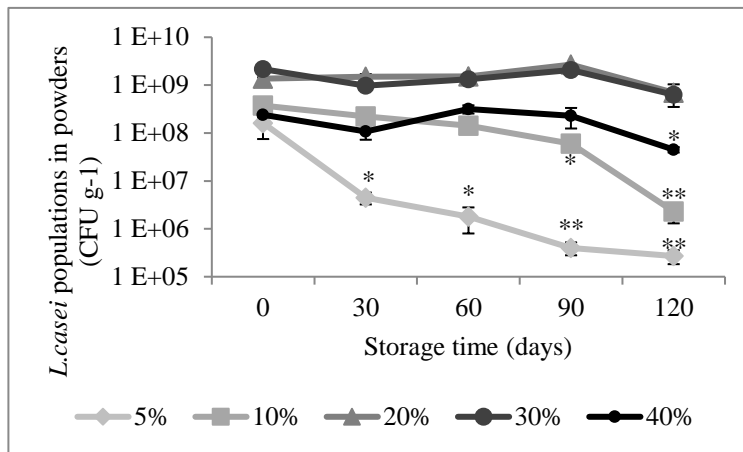 L.casei populations in powders
(CFU g-1)
1 E+10
1 E+09
1 E+08
1 E+07
1 E+06
1 E+05
*
*
*
**
*
**
**
0 30 60 90 120
Storage time (days)
5% 10% 20% 30% 40%